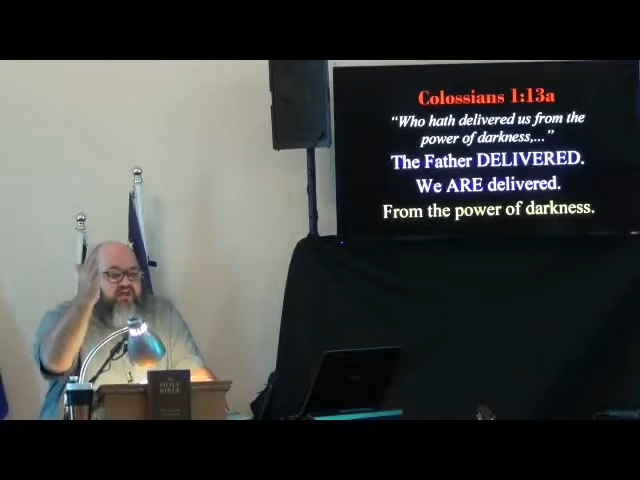 Colossians 1:13a
"Who hath delivered us from the
power of darkness,..."
The Father DELIVERED.
We ARE delivered.
From the power of darkness.
HOLY
BIBLE